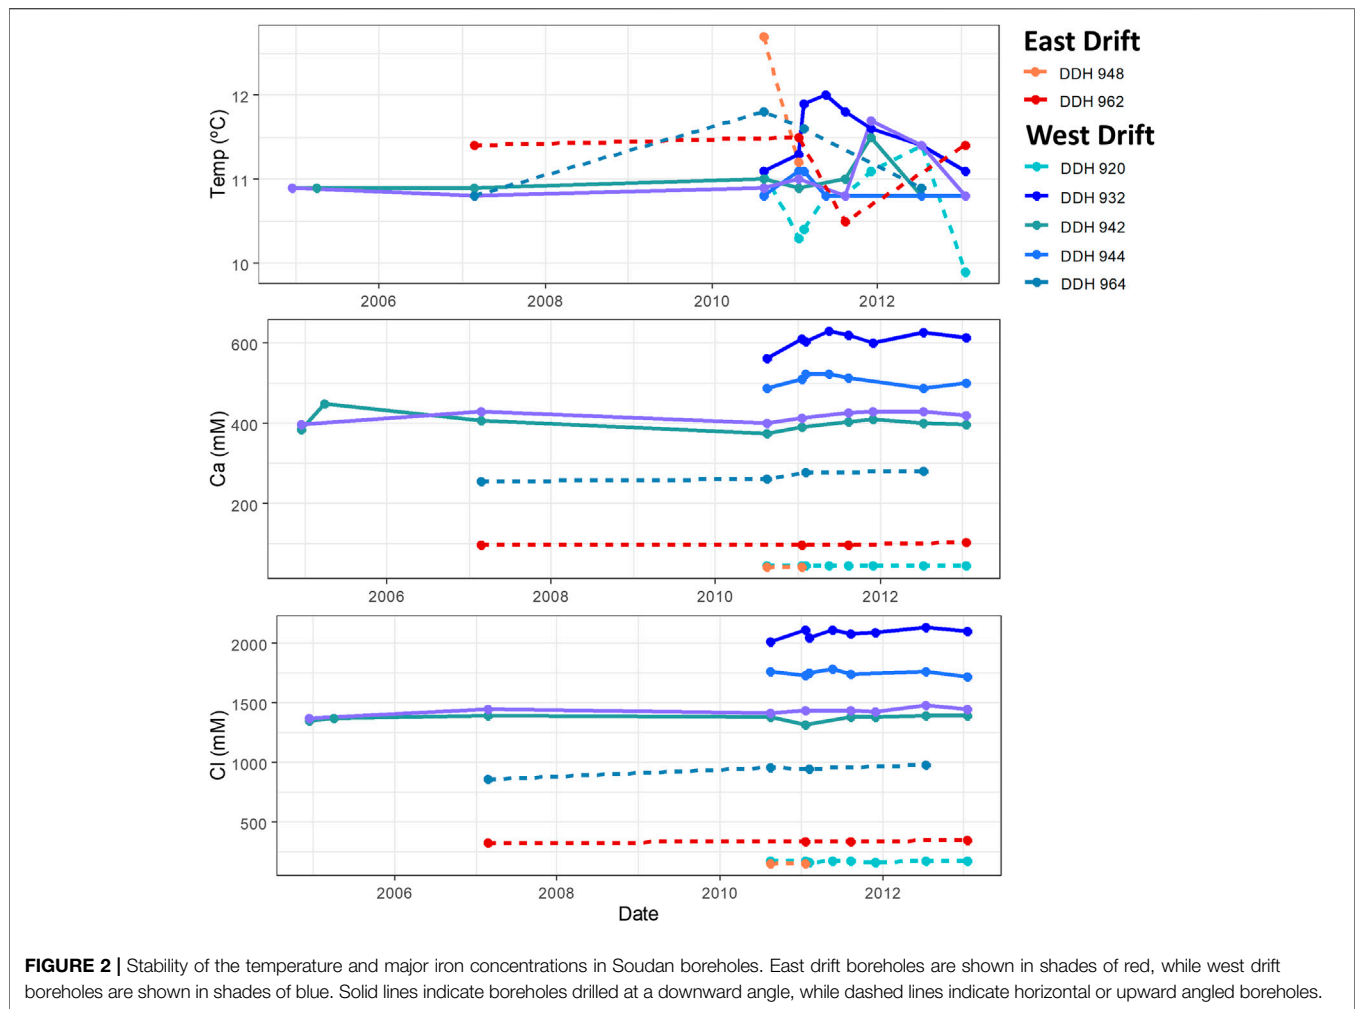 East Drift
DDH 948
DDH 962
West Drift
DDH 920
DDH 932
DDH 942
DDH 944
DDH 964
Temp (ºC)
12
11
10
2006 2008 2010 2012
Ca (mM)
600
400
200
2006 2008 2010 2012
Cl (mM)
2000
1500
1000
500
2006 2008 2010 2012
Date
FIGURE 2 | Stability of the temperature and major iron concentrations in Soudan boreholes. East drift boreholes are shown in shades of red, while west drift
boreholes are shown in shades of blue. Solid lines indicate boreholes drilled at a downward angle, while dashed lines indicate horizontal or upward angled boreholes.